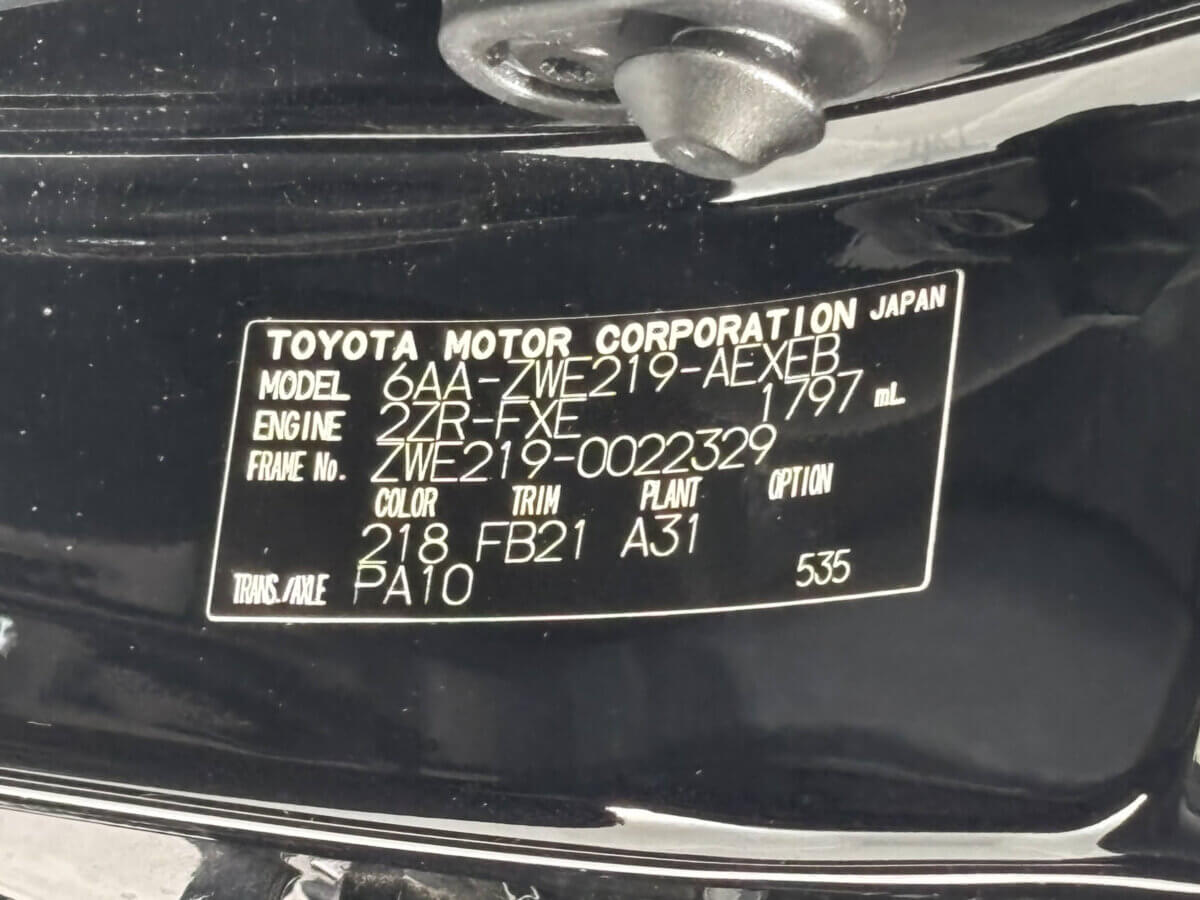 TOYOTA MOTOR CORPORATION JAPAN
MODEL 6AA-ZWE219-AEXEB
ENGINE 2ZR-FXE 1797 mL
FRAME No. ZWE219-0022329
COLOR TRIM PLANT OPTION
218 FB21 A31
TRANS./AXLE PA10 535